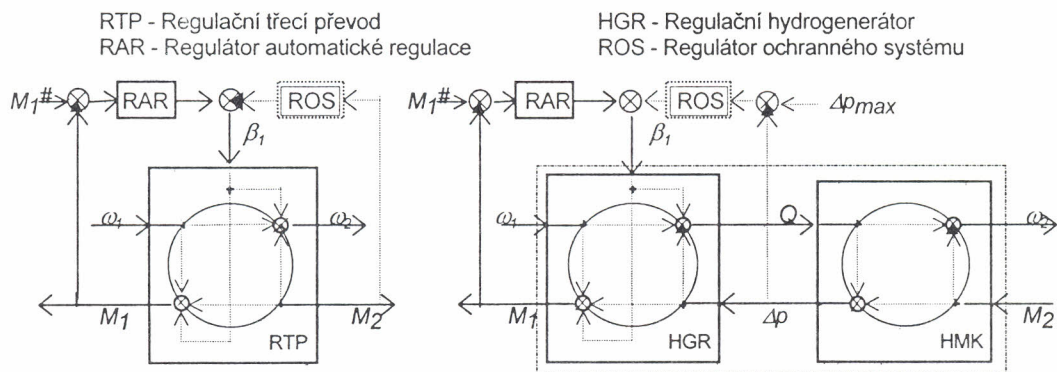 RTP - Regulační třecí převod
RAR - Regulátor automatické regulace
HGR - Regulační hydrogenerátor
ROS - Regulátor ochranného systému
M1# RAR ROS
β1
ω1 ω2
M1 M2
RTP
M1# RAR ROS Δpmax
β1
ω1 Q ω2
M1 Δp M2
HGR HMK